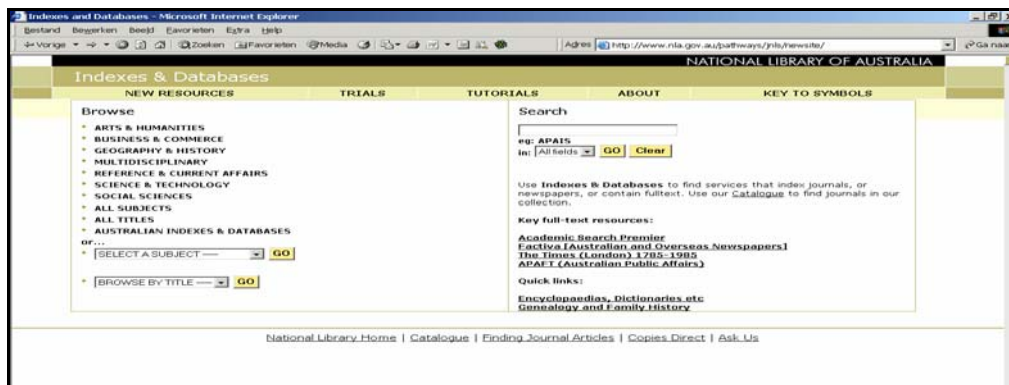 Indexes and Databases - Microsoft Internet Explorer
Bestand Bewerken Beeld Favorieten Extra Help
Vorige Zoeken Favorieten Media Adres http://www.nla.gov.au/pathways/jnls/newsite/ Ga naar
NATIONAL LIBRARY OF AUSTRALIA
Indexes & Databases
NEW RESOURCES TRIALS TUTORIALS ABOUT KEY TO SYMBOLS
Browse
ARTS & HUMANITIES
BUSINESS & COMMERCE
GEOGRAPHY & HISTORY
MULTIDISCIPLINARY
REFERENCE & CURRENT AFFAIRS
SCIENCE & TECHNOLOGY
SOCIAL SCIENCES
ALL SUBJECTS
ALL TITLES
AUSTRALIAN INDEXES & DATABASES
or...
SELECT A SUBJECT ---- GO
BROWSE BY TITLE ---- GO
Search
eg: APAIS
in: All fields GO Clear
Use Indexes & Databases to find services that index journals, or
newspapers, or contain fulltext. Use our Catalogue to find journals in our
collection.
Key full-text resources:
Academic Search Premier
Factiva [Australian and Overseas Newspapers]
The Times (London) 1785-1985
APAFT (Australian Public Affairs)
Quick links:
Encyclopaedias, Dictionaries etc
Genealogy and Family History
National Library Home | Catalogue | Finding Journal Articles | Copies Direct | Ask Us